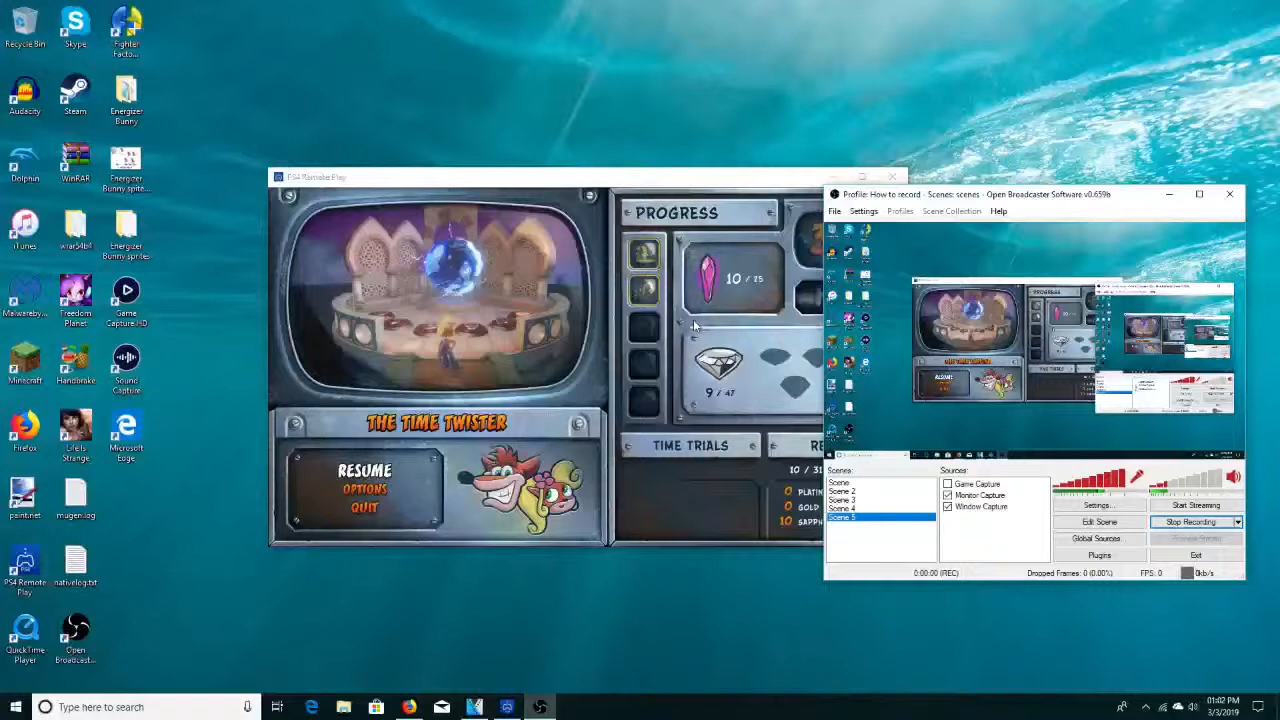 Recycle Bin
Skype
Fighter
Facto...
Audacity
Steam
Energizer
Bunny
Dolphin
WinRAR
Energizer
Bunny sprite...
iTunes
wrar54b4
Energizer
Bunny sprites
Malwareby...
Freedom
Planet
Game
Capture HD
Minecraft
Handbrake
Sound
Capture
Firefox
Life Is
Strange
Microsoft
Edge
paint.net
mugen.log
PS4 Remote
Play
nativelog.txt
QuickTime
Player
Open
Broadcast...
PS4 Remote Play
PROGRESS
10 / 25
9 / 47
THE TIME TWISTER
RESUME
OPTIONS
QUIT
TIME TRIALS
RE
10 / 31
0 PLATIN
0 GOLD
10 SAPPH
Profile: How to record - Scenes: scenes - Open Broadcaster Software v0.659b
File Settings Profiles Scene Collection Help
Scenes:
Scene
Scene 2
Scene 3
Scene 4
Scene 5
Sources:
Game Capture
Monitor Capture
Window Capture
Settings...
Start Streaming
Edit Scene
Stop Recording
Global Sources...
Plugins
Exit
0:00:00 (REC)
Dropped Frames: 0 (0.00%)
FPS: 0
0kb/s
Type here to search
01:02 PM
3/3/2019